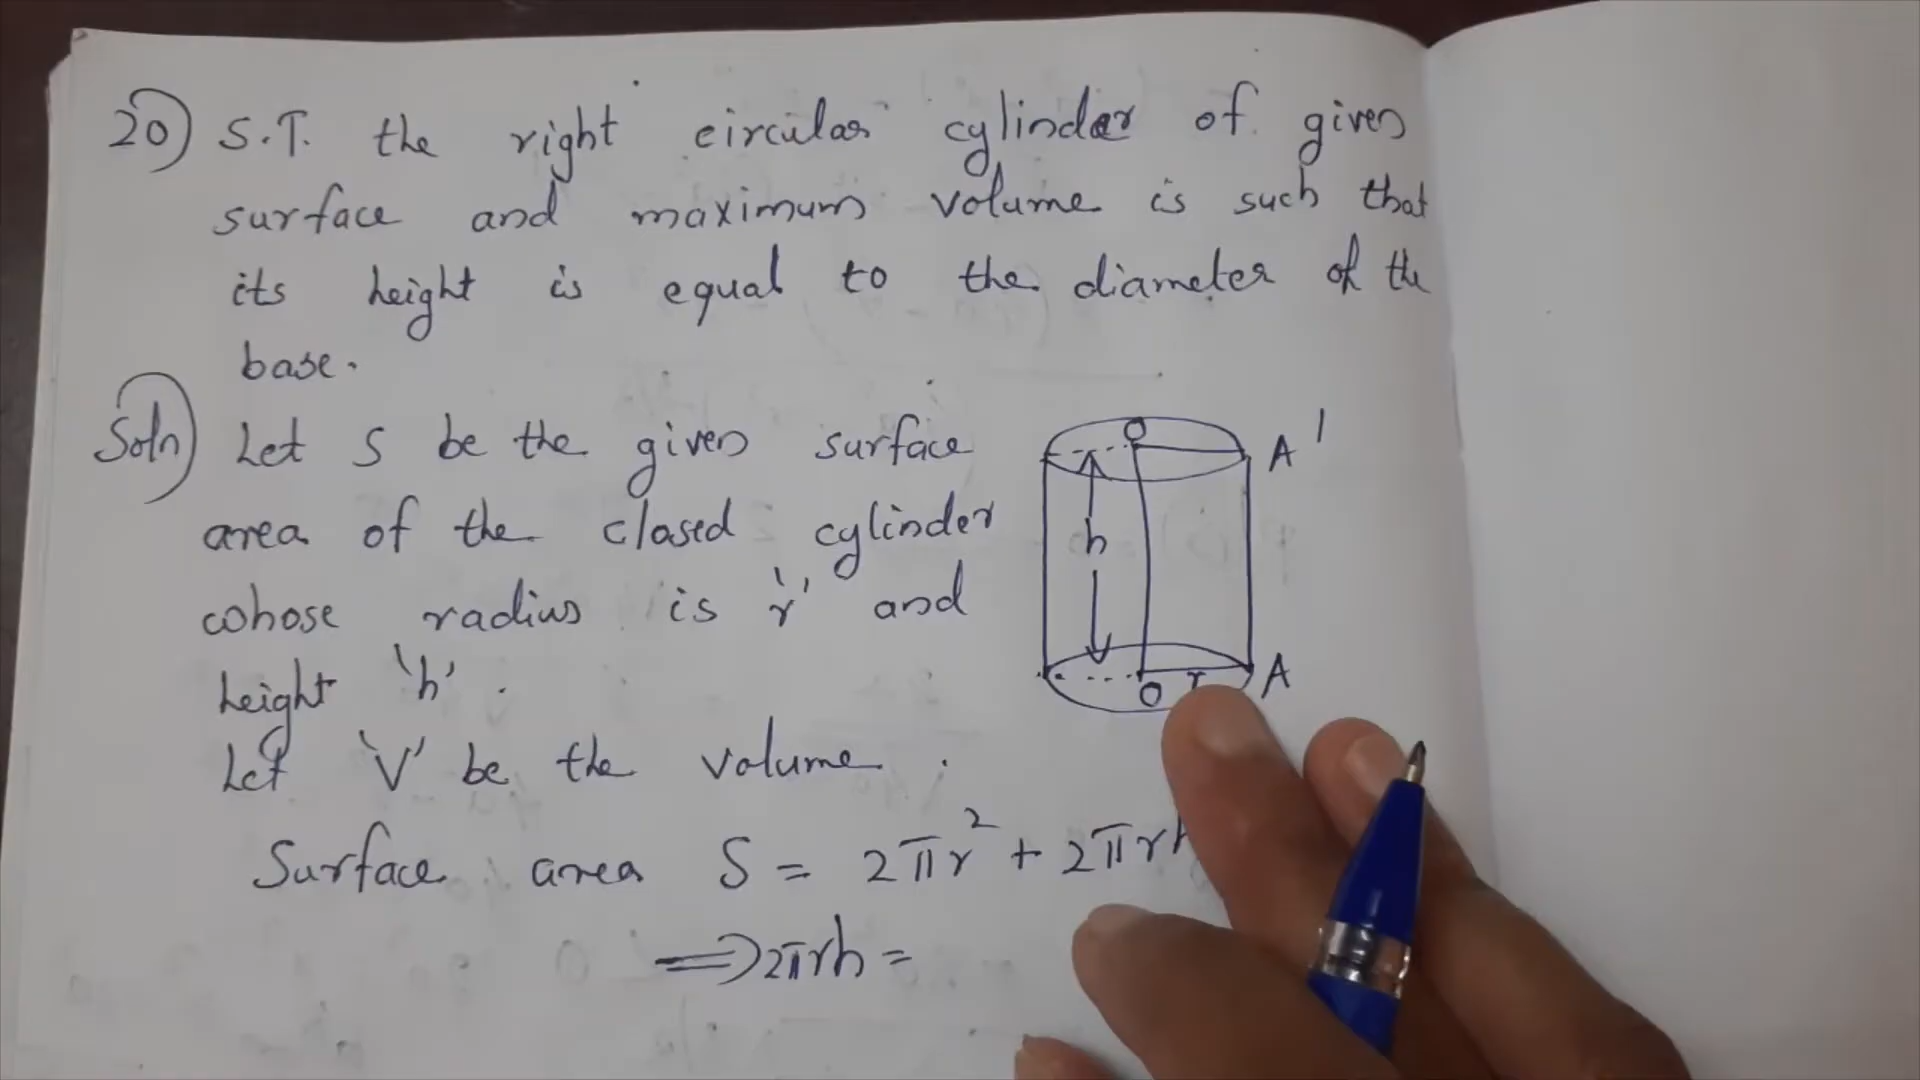 20) S.T. the right circular cylinder of given
surface and maximum volume is such that
its height is equal to the diameter of the
base.
Soln) Let S be the given surface
area of the closed cylinder
whose radius is 'r' and
height 'h'.
Let 'V' be the volume.
Surface area S = 2πr² + 2πrh
⟹ 2πrh =
O
A'
h
O r A